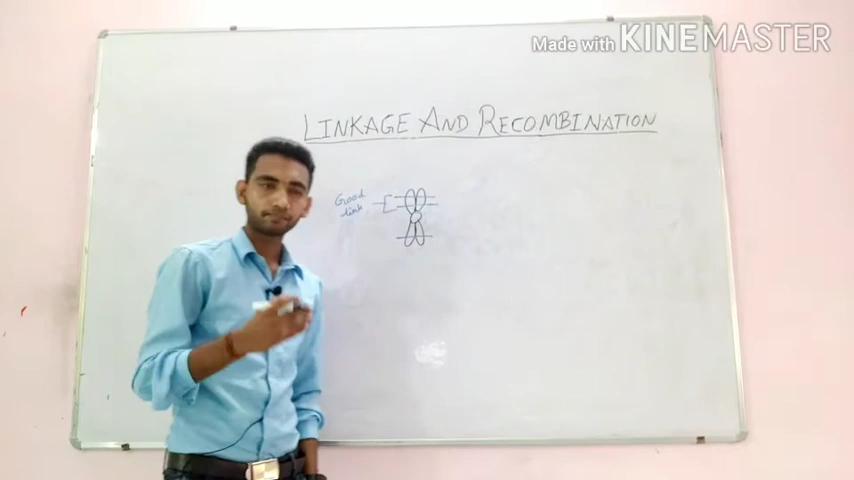 Made with KINEMASTER
LINKAGE AND RECOMBINATION
Good
link